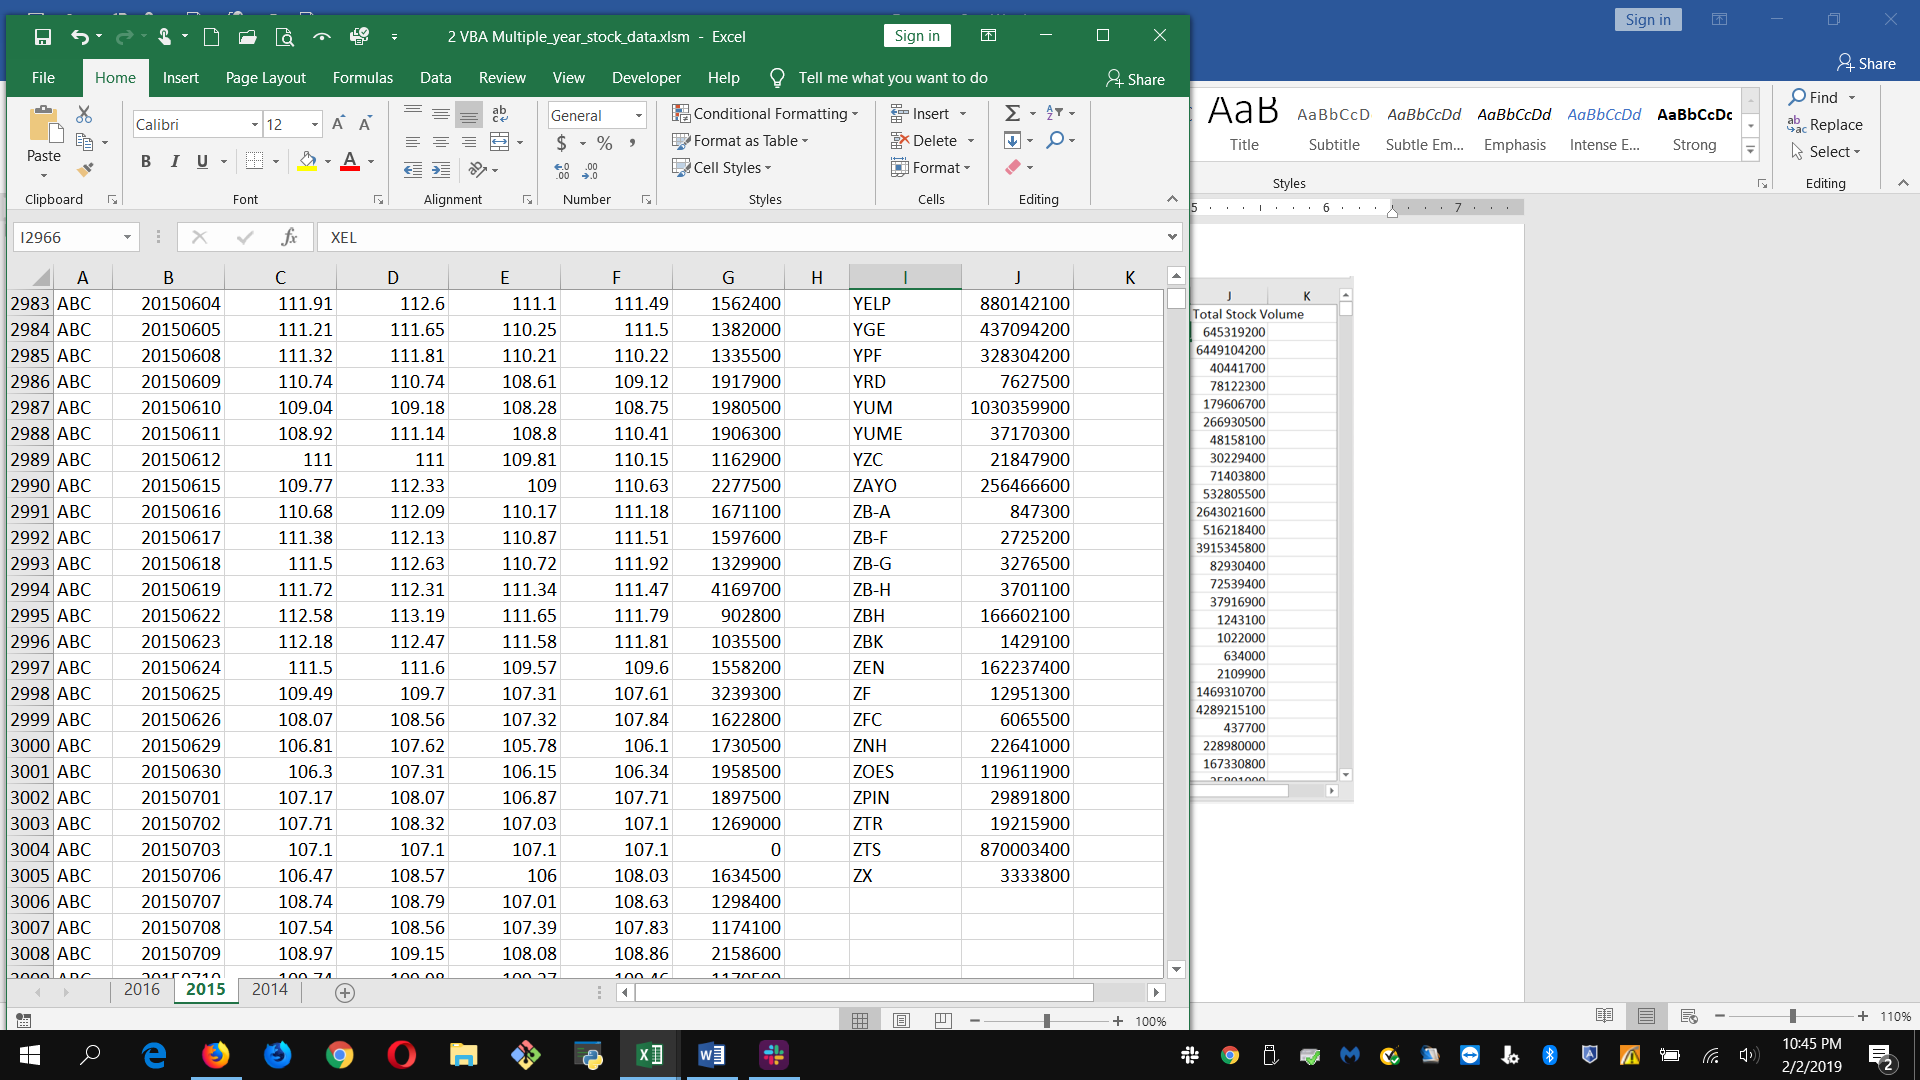 2 VBA Multiple_year_stock_data.xlsm - Excel
Sign in
Sign in
File Home Insert Page Layout Formulas Data Review View Developer Help Tell me what you want to do Share
Share
Paste
Clipboard
Calibri 12
B I U
Font
Alignment
General
$ % ,
Number
Conditional Formatting
Format as Table
Cell Styles
Styles
Insert
Delete
Format
Cells
Editing
AaB AaBbCcD AaBbCcDd AaBbCcDd AaBbCcDd AaBbCcDc
Title Subtitle Subtle Em... Emphasis Intense E... Strong
Styles
Find
Replace
Select
Editing
5 6 7
I2966 fx XEL
A B C D E F G H I J K
2983 ABC 20150604 111.91 112.6 111.1 111.49 1562400 YELP 880142100
2984 ABC 20150605 111.21 111.65 110.25 111.5 1382000 YGE 437094200
2985 ABC 20150608 111.32 111.81 110.21 110.22 1335500 YPF 328304200
2986 ABC 20150609 110.74 110.74 108.61 109.12 1917900 YRD 7627500
2987 ABC 20150610 109.04 109.18 108.28 108.75 1980500 YUM 1030359900
2988 ABC 20150611 108.92 111.14 108.8 110.41 1906300 YUME 37170300
2989 ABC 20150612 111 111 109.81 110.15 1162900 YZC 21847900
2990 ABC 20150615 109.77 112.33 109 110.63 2277500 ZAYO 256466600
2991 ABC 20150616 110.68 112.09 110.17 111.18 1671100 ZB-A 847300
2992 ABC 20150617 111.38 112.13 110.87 111.51 1597600 ZB-F 2725200
2993 ABC 20150618 111.5 112.63 110.72 111.92 1329900 ZB-G 3276500
2994 ABC 20150619 111.72 112.31 111.34 111.47 4169700 ZB-H 3701100
2995 ABC 20150622 112.58 113.19 111.65 111.79 902800 ZBH 166602100
2996 ABC 20150623 112.18 112.47 111.58 111.81 1035500 ZBK 1429100
2997 ABC 20150624 111.5 111.6 109.57 109.6 1558200 ZEN 162237400
2998 ABC 20150625 109.49 109.7 107.31 107.61 3239300 ZF 12951300
2999 ABC 20150626 108.07 108.56 107.32 107.84 1622800 ZFC 6065500
3000 ABC 20150629 106.81 107.62 105.78 106.1 1730500 ZNH 22641000
3001 ABC 20150630 106.3 107.31 106.15 106.34 1958500 ZOES 119611900
3002 ABC 20150701 107.17 108.07 106.87 107.71 1897500 ZPIN 29891800
3003 ABC 20150702 107.71 108.32 107.03 107.1 1269000 ZTR 19215900
3004 ABC 20150703 107.1 107.1 107.1 107.1 0 ZTS 870003400
3005 ABC 20150706 106.47 108.57 106 108.03 1634500 ZX 3333800
3006 ABC 20150707 108.74 108.79 107.01 108.63 1298400
3007 ABC 20150708 107.54 108.56 107.39 107.83 1174100
3008 ABC 20150709 108.97 109.15 108.08 108.86 2158600
J K
Total Stock Volume
645319200
6449104200
40441700
78122300
179606700
266930500
48158100
30229400
71403800
532805500
2643021600
516218400
3915345800
82930400
72539400
37916900
1243100
1022000
634000
2109900
1469310700
4289215100
437700
228980000
167330800
2016 2015 2014
100%
110%
10:45 PM
2/2/2019
2